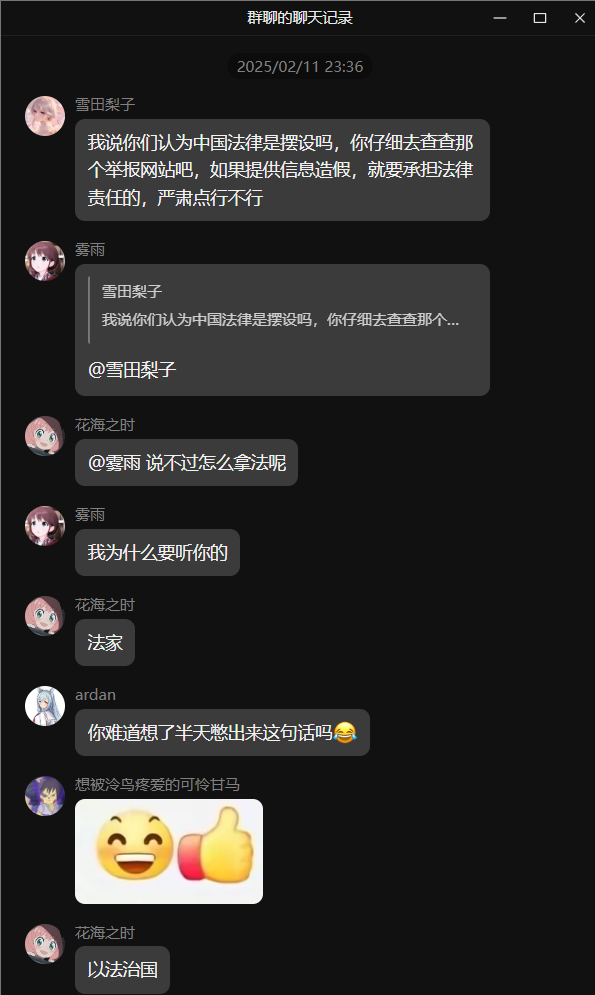 群聊的聊天记录
2025/02/11 23:36
雪田梨子
我说你们认为中国法律是摆设吗，你仔细去查查那
个举报网站吧，如果提供信息造假，就要承担法律
责任的，严肃点行不行
雾雨
雪田梨子
我说你们认为中国法律是摆设吗，你仔细去查查那个...
@雪田梨子
花海之时
@雾雨 说不过怎么拿法呢
雾雨
我为什么要听你的
花海之时
法家
ardan
你难道想了半天憋出来这句话吗😂
想被泠鸟疼爱的可怜甘马
花海之时
以法治国